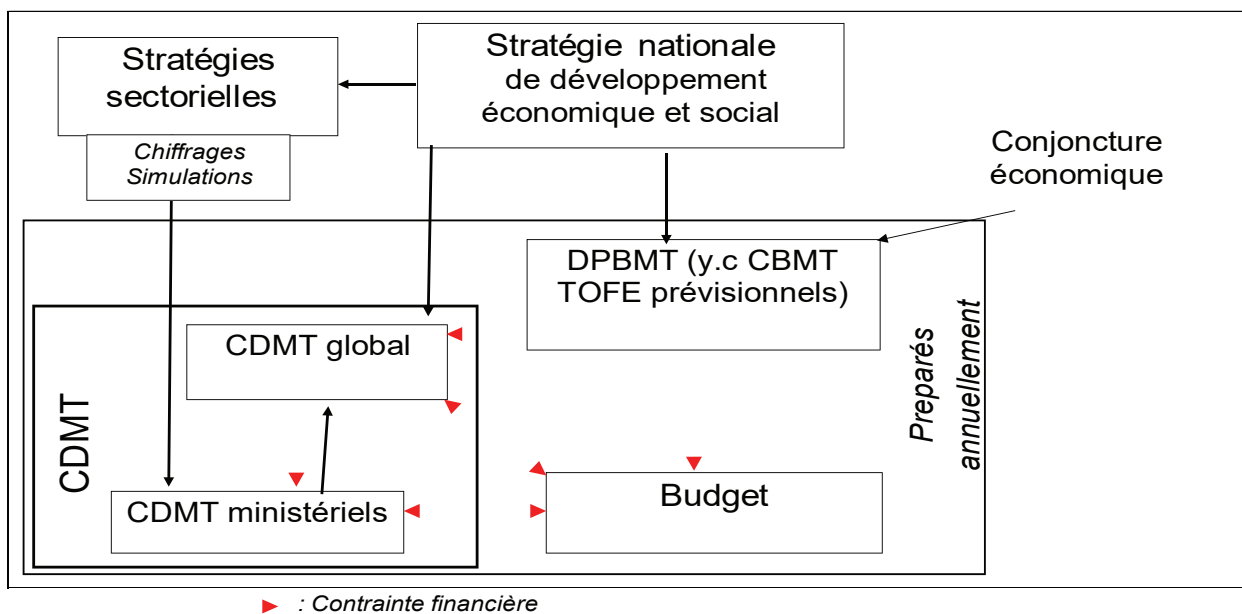 Stratégies
sectorielles
Chiffrages
Simulations
Stratégie nationale
de développement
économique et social
Conjoncture
économique
DPBMT (y.c CBMT
TOFE prévisionnels)
CDMT global
CDMT
CDMT ministériels
Budget
Preparés
annuellement
: Contrainte financière